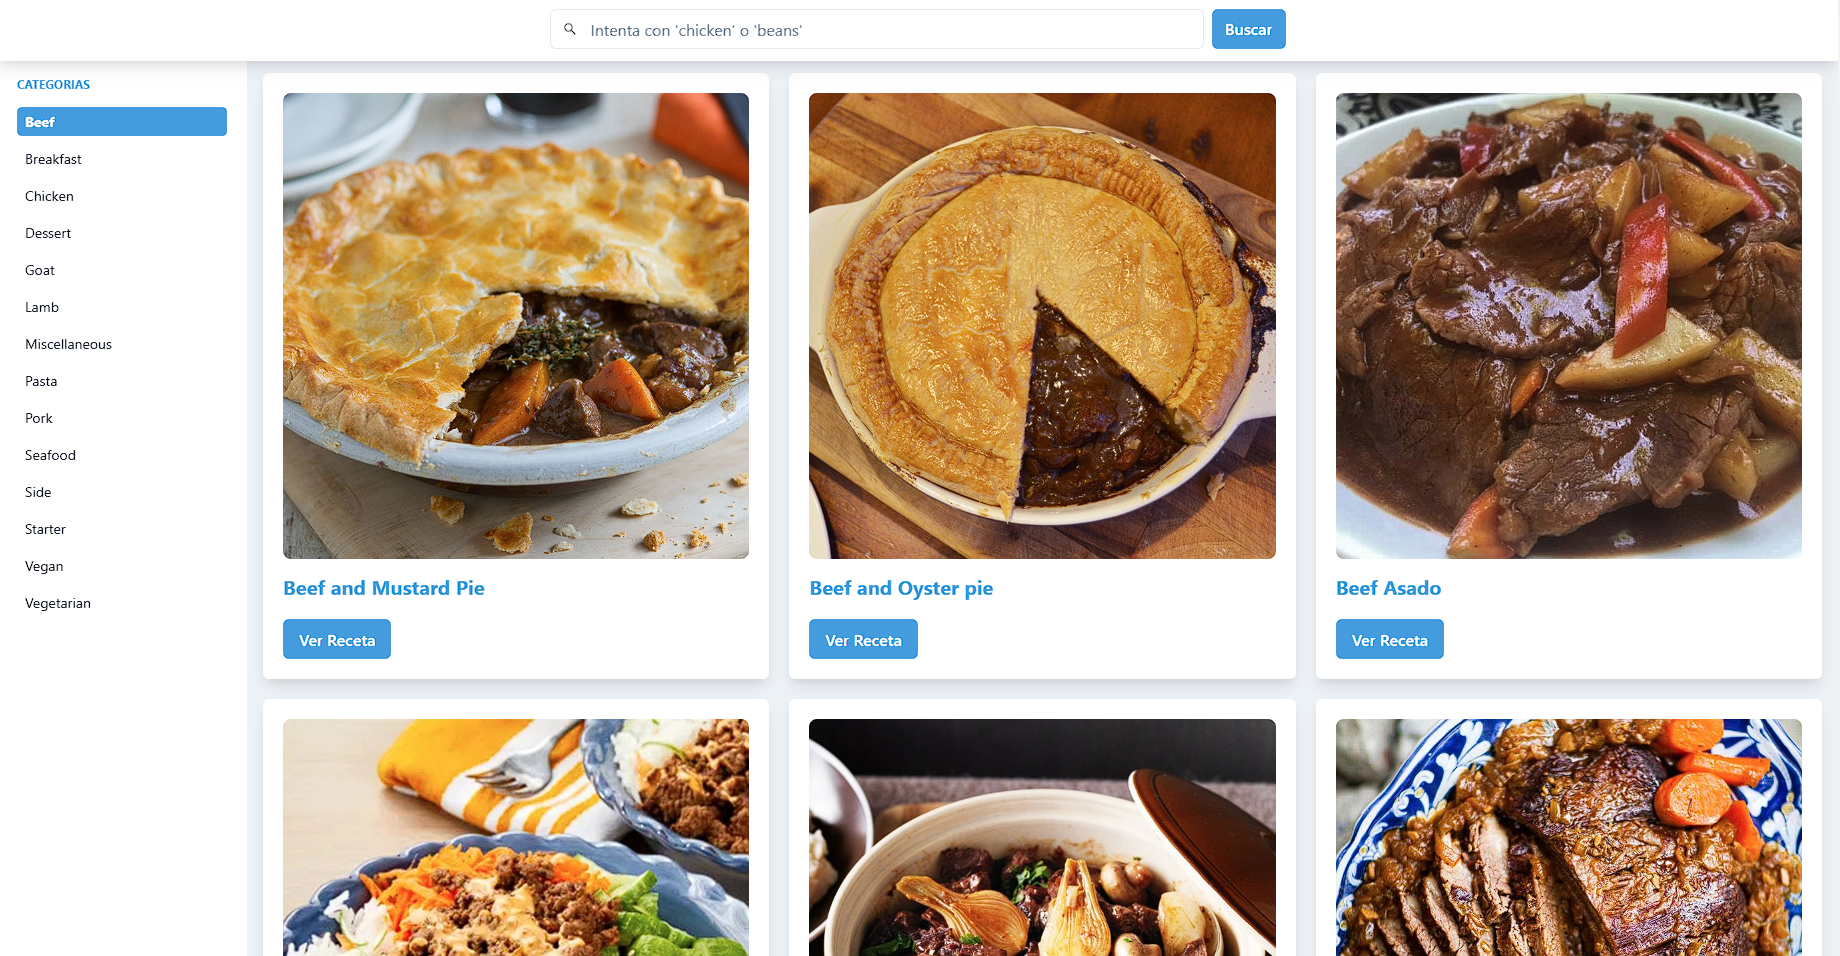 Intenta con 'chicken' o 'beans'
Buscar
CATEGORIAS
Beef
Breakfast
Chicken
Dessert
Goat
Lamb
Miscellaneous
Pasta
Pork
Seafood
Side
Starter
Vegan
Vegetarian
Beef and Mustard Pie
Ver Receta
Beef and Oyster pie
Ver Receta
Beef Asado
Ver Receta